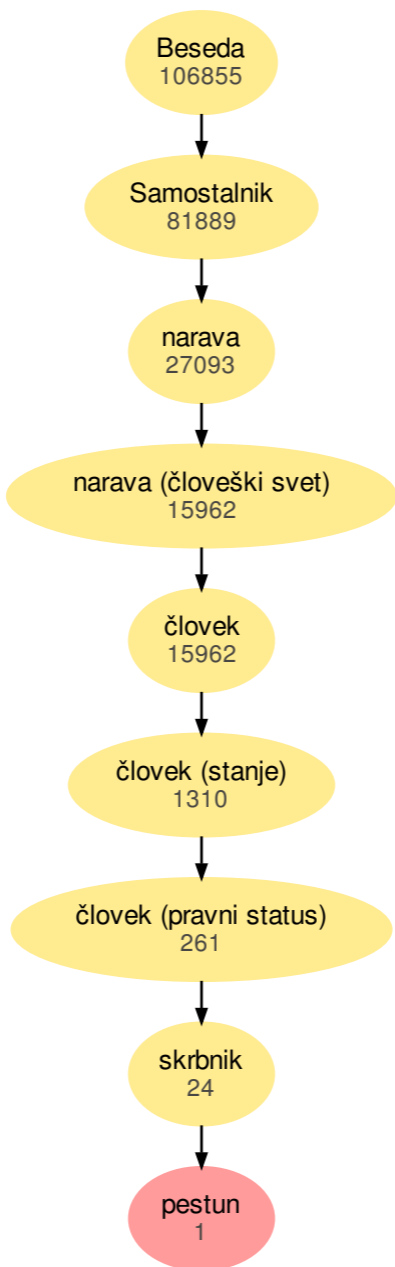 Beseda
106855
Samostalnik
81889
narava
27093
narava (človeški svet)
15962
človek
15962
človek (stanje)
1310
človek (pravni status)
261
skrbnik
24
pestun
1